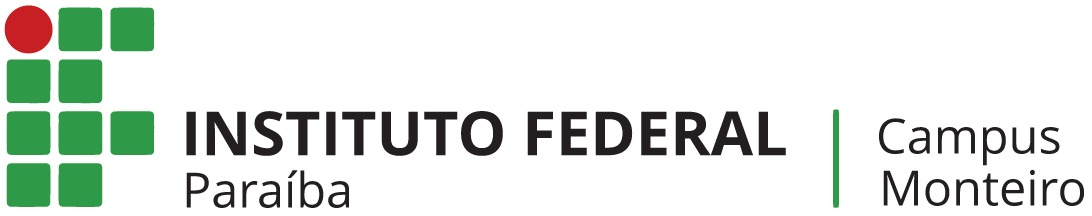 INSTITUTO FEDERAL
Paraíba
Campus
Monteiro